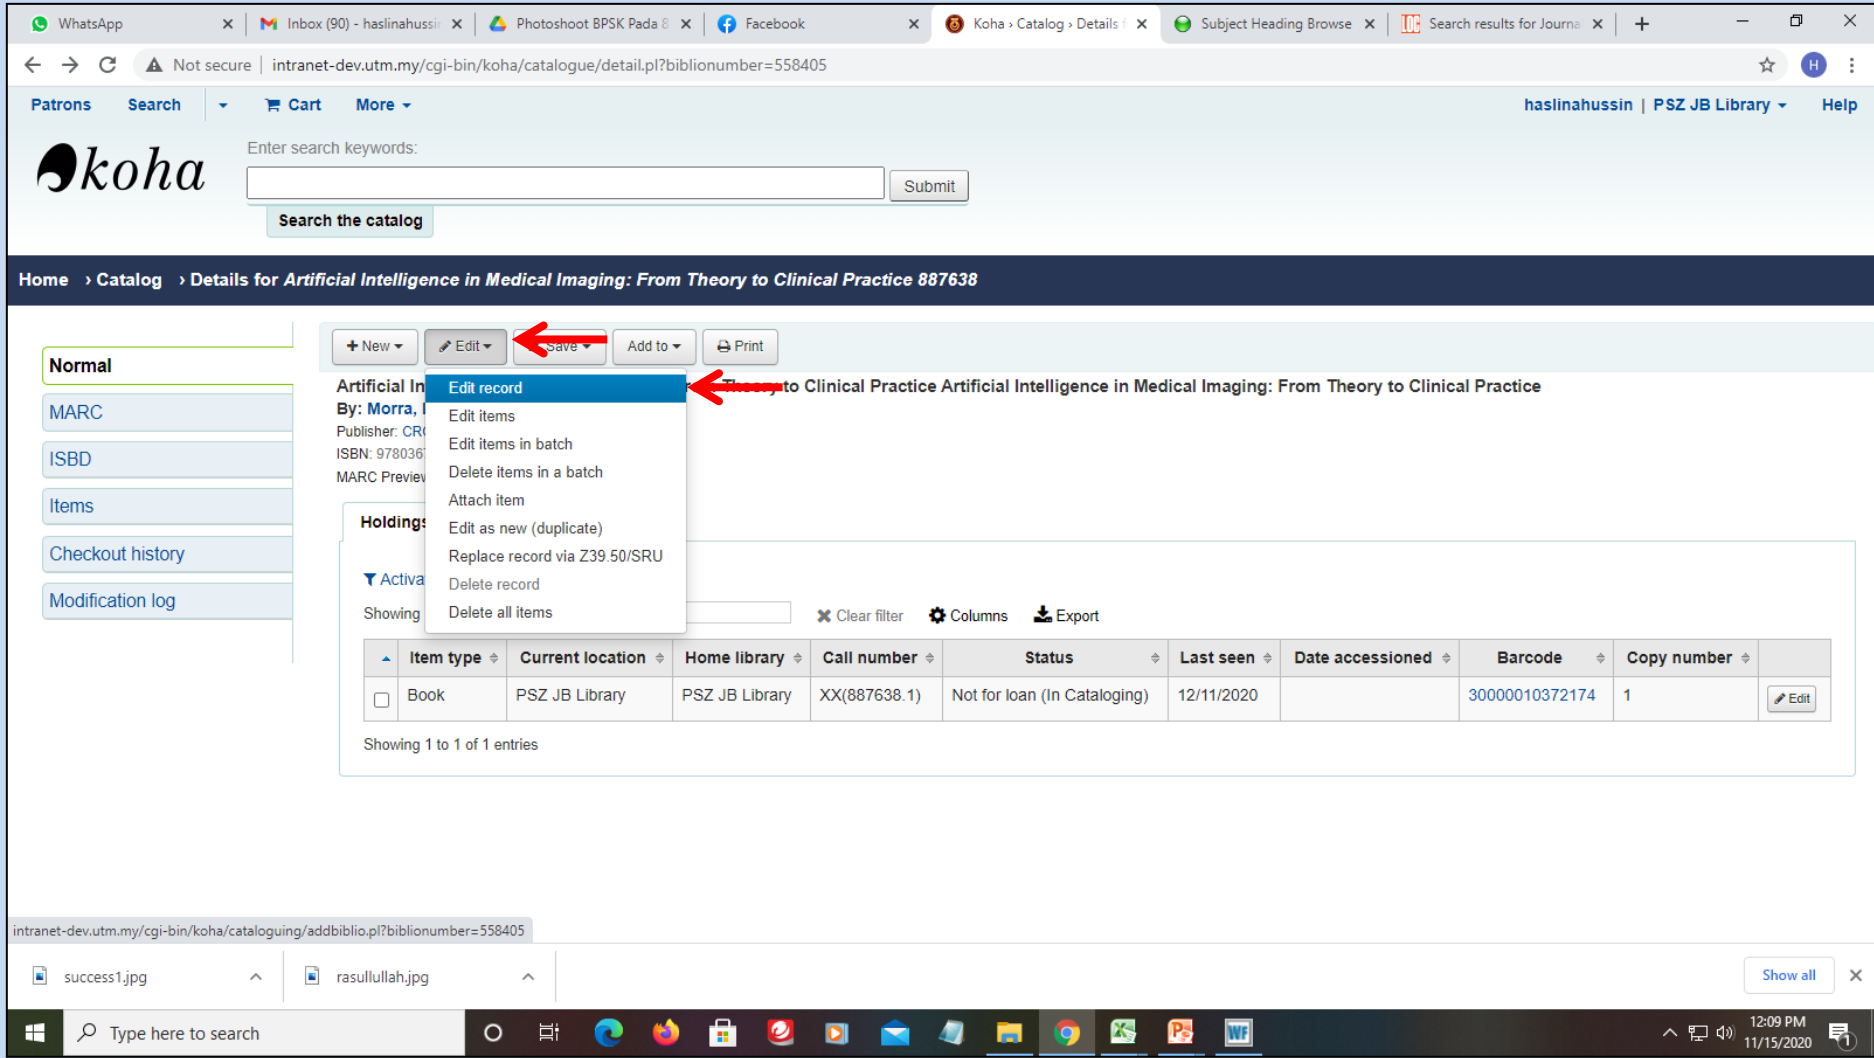 WhatsApp
Inbox (90) - haslinahussi
Photoshoot BPSK Pada 8
Facebook
Koha › Catalog › Details f
Subject Heading Browse
Search results for Journa
Not secure | intranet-dev.utm.my/cgi-bin/koha/catalogue/detail.pl?biblionumber=558405
H
Patrons Search Cart More
haslinahussin | PSZ JB Library Help
koha
Enter search keywords:
Submit
Search the catalog
Home › Catalog › Details for Artificial Intelligence in Medical Imaging: From Theory to Clinical Practice 887638
Normal
MARC
ISBD
Items
Checkout history
Modification log
+ New Edit Save Add to Print
Artificial In Theory to Clinical Practice Artificial Intelligence in Medical Imaging: From Theory to Clinical Practice
By: Morra,
Publisher: CR
ISBN: 978036
MARC Preview
Edit record
Edit items
Edit items in batch
Delete items in a batch
Attach item
Edit as new (duplicate)
Replace record via Z39.50/SRU
Delete record
Delete all items
Holdings
Activa
Showing
Clear filter Columns Export
Item type Current location Home library Call number Status Last seen Date accessioned Barcode Copy number
Book PSZ JB Library PSZ JB Library XX(887638.1) Not for loan (In Cataloging) 12/11/2020 30000010372174 1 Edit
Showing 1 to 1 of 1 entries
intranet-dev.utm.my/cgi-bin/koha/cataloguing/addbiblio.pl?biblionumber=558405
success1.jpg
rasullullah.jpg
Show all
Type here to search
WF
12:09 PM
11/15/2020
1